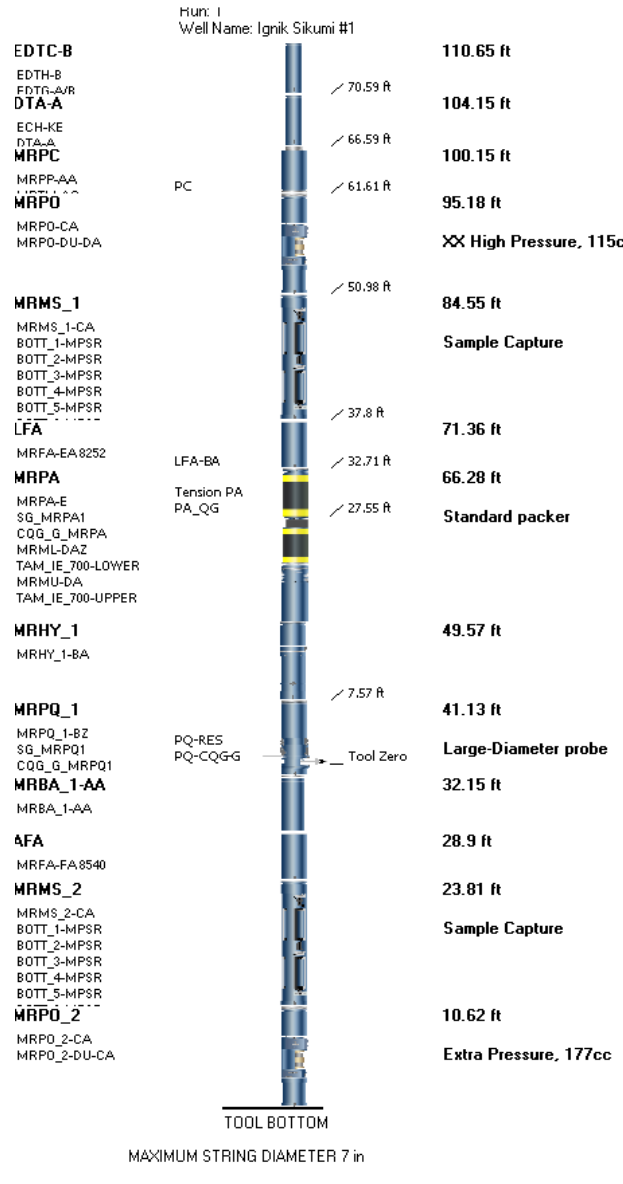 Run: 1
Well Name: Ignik Sikumi #1
EDTC-B 110.65 ft
EDTH-B
EDTG-A/B 70.59 ft
DTA-A 104.15 ft
ECH-KE
DTA-A 66.59 ft
MRPC 100.15 ft
MRPP-AA PC 61.61 ft
MRPO 95.18 ft
MRPO-CA
MRPO-DU-DA XX High Pressure, 115c
50.98 ft
MRMS_1 84.55 ft
MRMS_1-CA
BOTT_1-MPSR Sample Capture
BOTT_2-MPSR
BOTT_3-MPSR
BOTT_4-MPSR
BOTT_5-MPSR
37.8 ft
LFA 71.36 ft
MRFA-EA8252
LFA-BA 32.71 ft
MRPA 66.28 ft
Tension PA
MRPA-E PA_QG 27.55 ft
SG_MRPA1 Standard packer
CQG_G_MRPA
MRML-DAZ
TAM_IE_700-LOWER
MRMU-DA
TAM_IE_700-UPPER
MRHY_1 49.57 ft
MRHY_1-BA
7.57 ft
MRPQ_1 41.13 ft
MRPQ_1-BZ
SG_MRPQ1 PQ-RES Large-Diameter probe
CQG_G_MRPQ1 PQ-CQG-G Tool Zero
MRBA_1-AA 32.15 ft
MRBA_1-AA
AFA 28.9 ft
MRFA-FA8540
MRMS_2 23.81 ft
MRMS_2-CA
BOTT_1-MPSR Sample Capture
BOTT_2-MPSR
BOTT_3-MPSR
BOTT_4-MPSR
BOTT_5-MPSR
MRPO_2 10.62 ft
MRPO_2-CA
MRPO_2-DU-CA Extra Pressure, 177cc
TOOL BOTTOM
MAXIMUM STRING DIAMETER 7 in